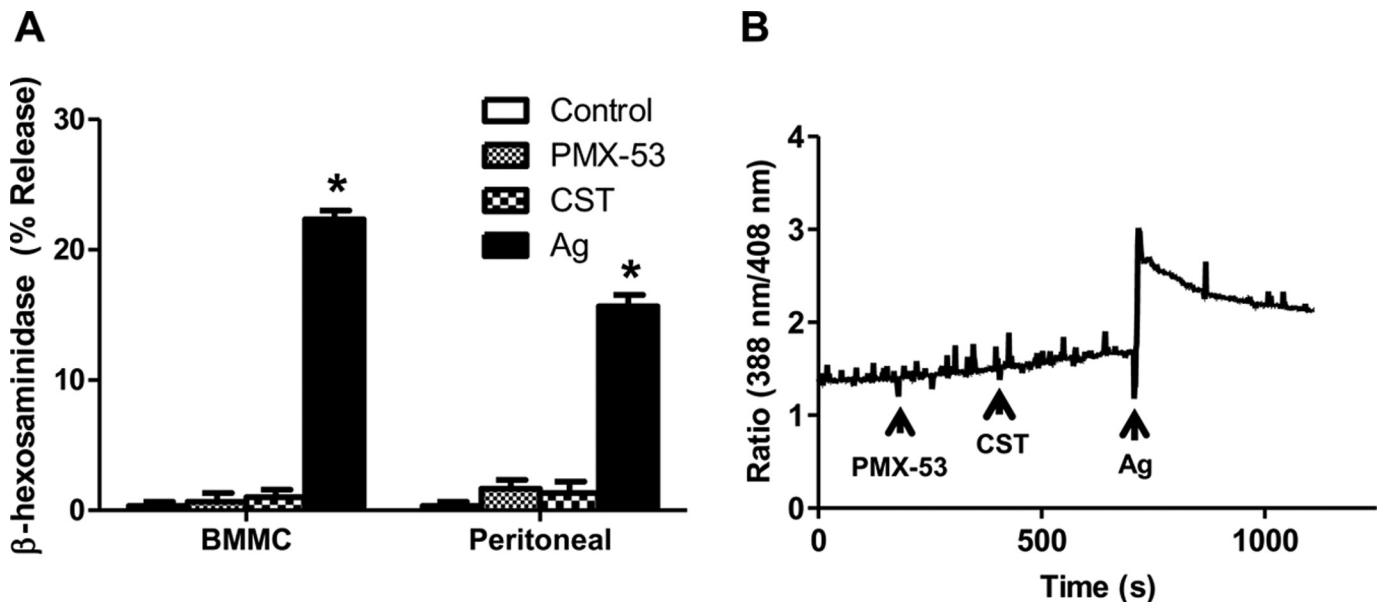 A
β-hexosaminidase (% Release)
30
20
10
0
Control
PMX-53
CST
Ag
*
*
BMMC
Peritoneal
B
Ratio (388 nm/408 nm)
4
3
2
1
0
PMX-53
CST
Ag
0
500
1000
Time (s)